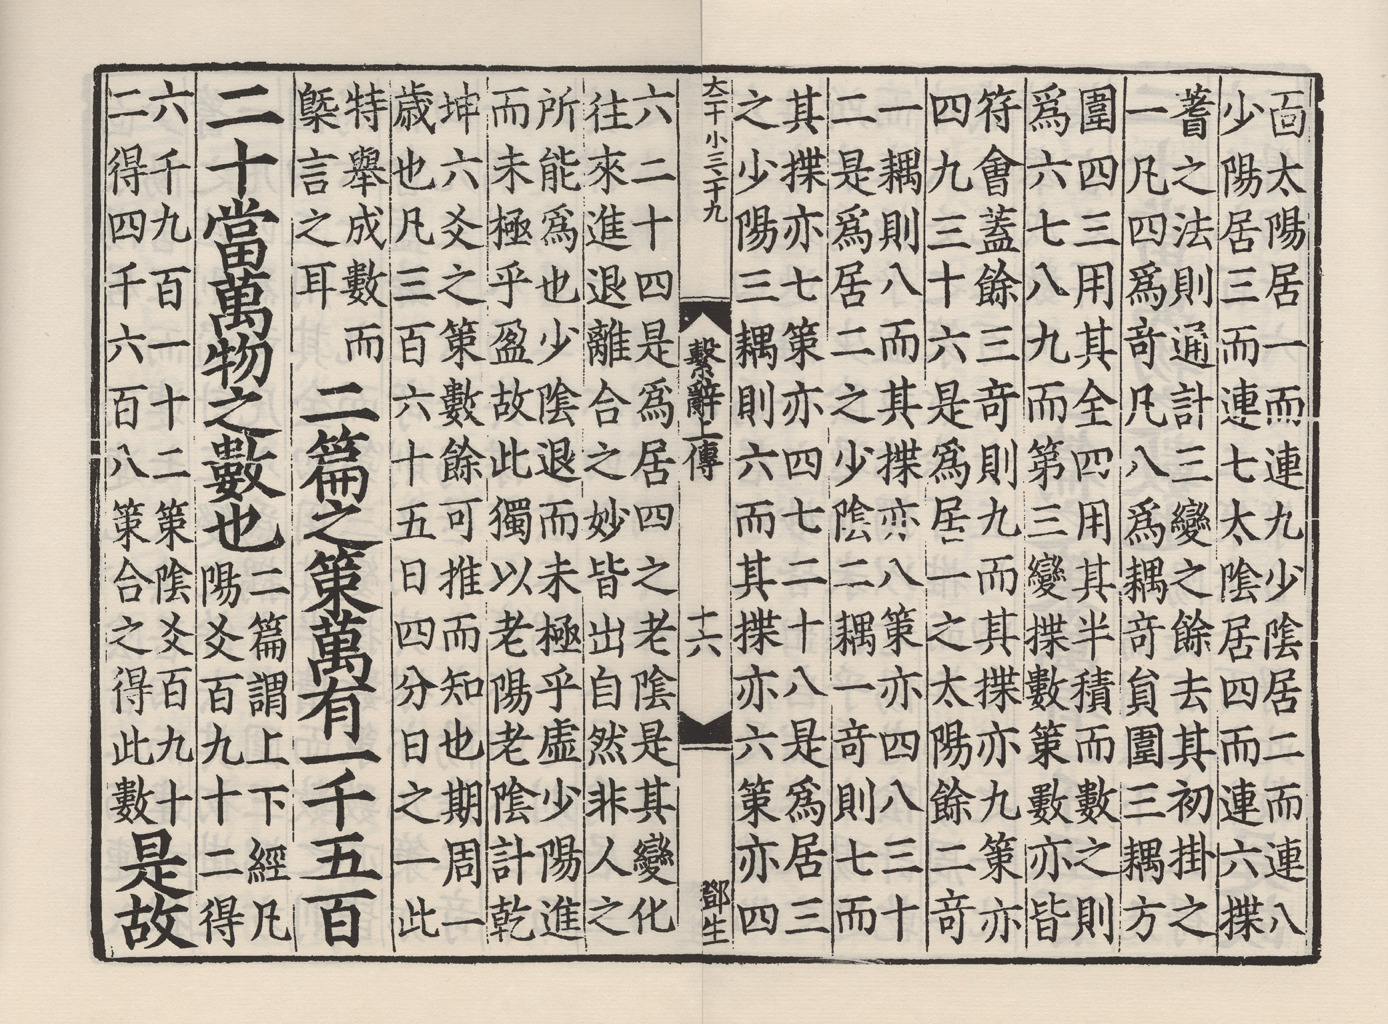 面太陽居一而連九少陰居二而連八
少陽居三而連七太陰居四而連六揲
蓍之法則通計三變之餘去其初掛之
一凡四爲奇凡八爲耦奇員圍三耦方
圍四三用其全四用其半積而數之則
爲六七八九而第三變揲數策數亦皆
符會蓋餘三奇則九而其揲亦九策亦
四九三十六是爲居一之太陽餘二奇
一耦則八而其揲亦八策亦四八三十
二是爲居二之少陰二耦一奇則七而
其揲亦七策亦四七二十八是爲居三
之少陽三耦則六而其揲亦六策亦四
大十小三千九
繫辭上傳
十六
鄧生
六二十四是爲居四之老陰是其變化
往來進退離合之妙皆出自然非人之
所能爲也少陰退而未極乎虛少陽進
而未極乎盈故此獨以老陽老陰計乾
坤六爻之策數餘可推而知也期周一
歲也凡三百六十五日四分日之一此
特舉成數而
槩言之耳
二篇之策萬有一千五百
二十當萬物之數也
二篇謂上下經凡
陽爻百九十二得
六千九百一十二策陰爻百九十
二得四千六百八策合之得此數
是故